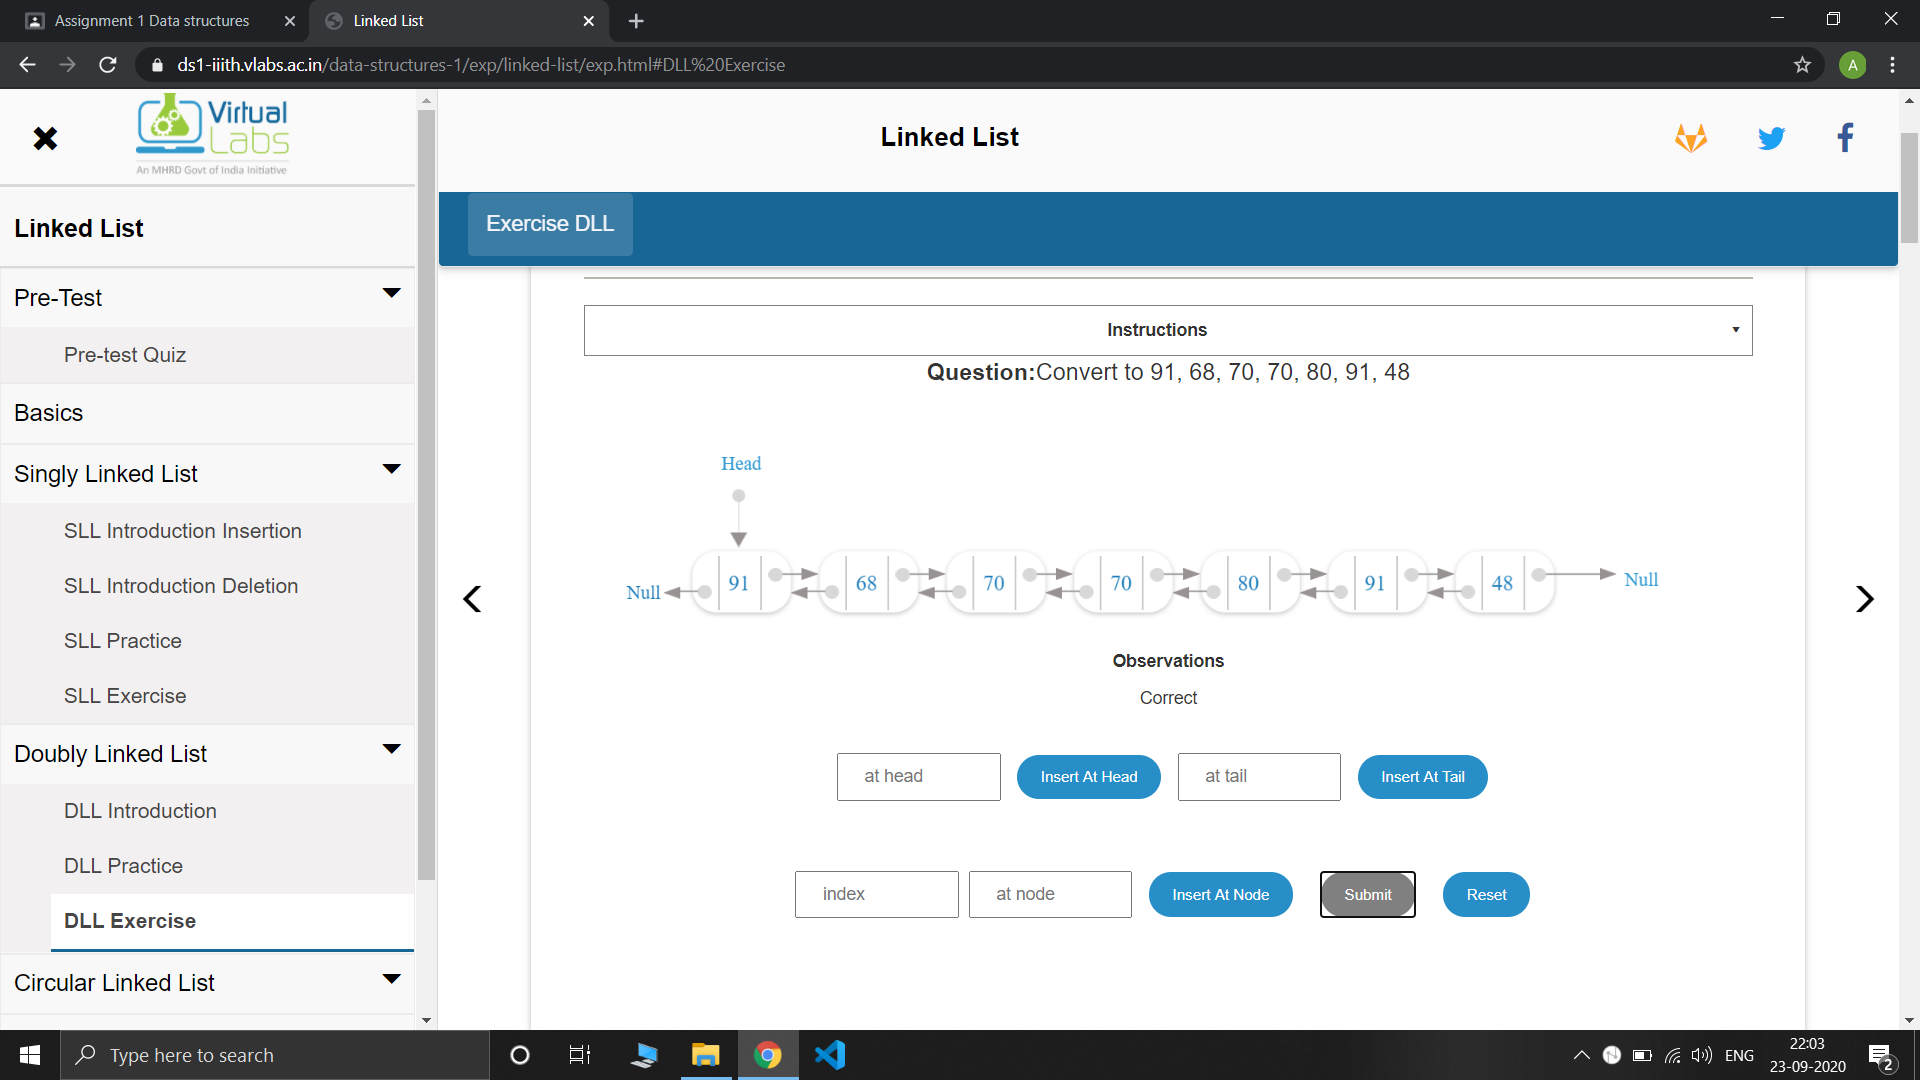 Assignment 1 Data structures
Linked List
ds1-iiith.vlabs.ac.in/data-structures-1/exp/linked-list/exp.html#DLL%20Exercise
A
Virtual
Labs
An MHRD Govt of India Initiative
Linked List
Linked List
Pre-Test
Pre-test Quiz
Basics
Singly Linked List
SLL Introduction Insertion
SLL Introduction Deletion
SLL Practice
SLL Exercise
Doubly Linked List
DLL Introduction
DLL Practice
DLL Exercise
Circular Linked List
Exercise DLL
Instructions
Question:Convert to 91, 68, 70, 70, 80, 91, 48
Head
Null 91 68 70 70 80 91 48 Null
Observations
Correct
at head Insert At Head at tail Insert At Tail
index at node Insert At Node Submit Reset
Type here to search
ENG
22:03
23-09-2020
2